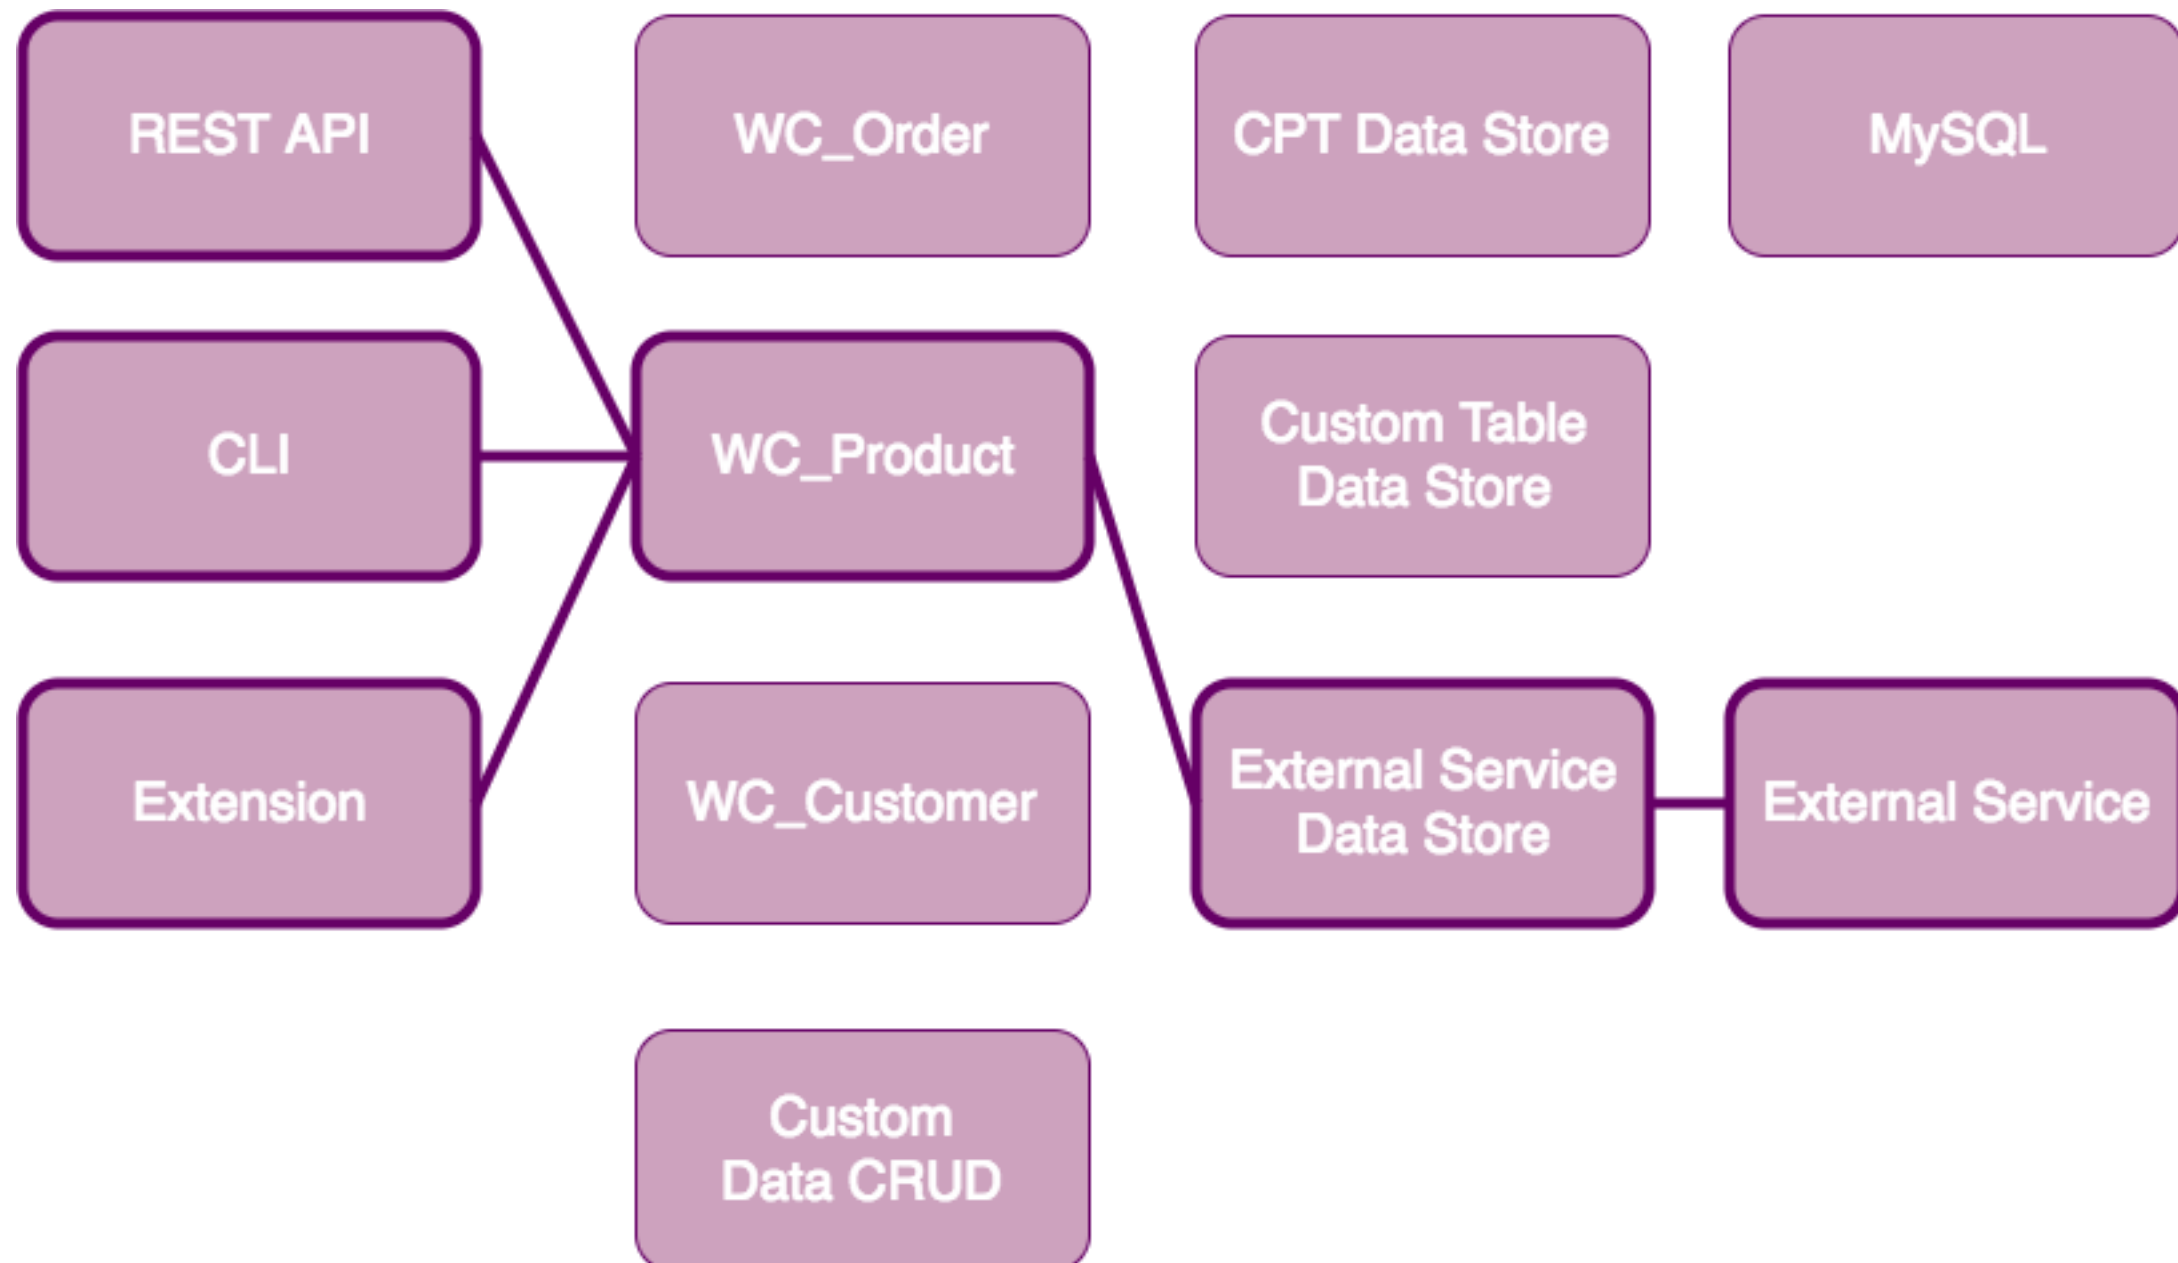 REST API
WC_Order
CPT Data Store
MySQL
CLI
WC_Product
Custom Table
Data Store
Extension
WC_Customer
External Service
Data Store
External Service
Custom
Data CRUD